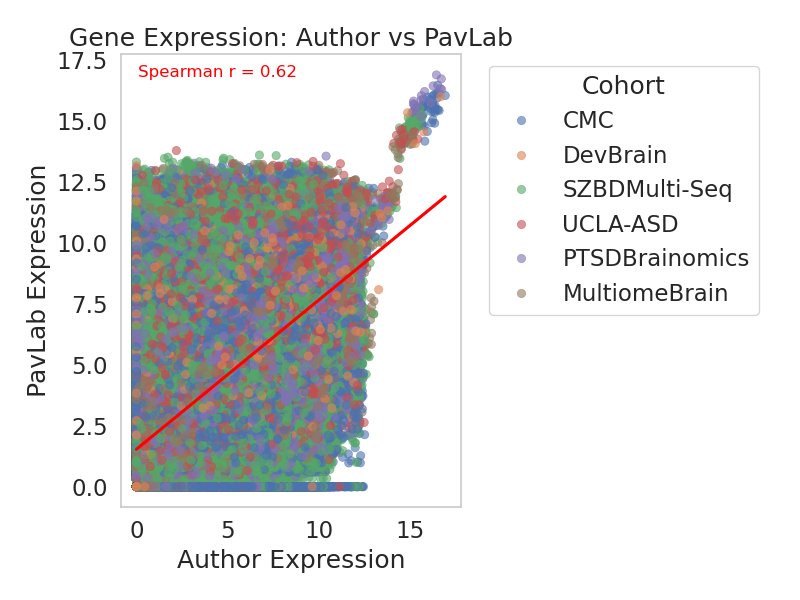 Gene Expression: Author vs PavLab
Spearman r = 0.62
17.5
15.0
12.5
10.0
7.5
5.0
2.5
0.0
PavLab Expression
0 5 10 15
Author Expression
Cohort
CMC
DevBrain
SZBDMulti-Seq
UCLA-ASD
PTSDBrainomics
MultiomeBrain